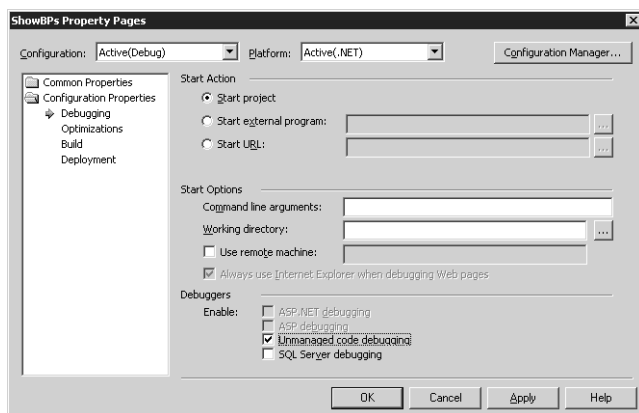 ShowBPs Property Pages
Configuration: Active(Debug) Platform: Active(.NET) Configuration Manager...
Common Properties
Configuration Properties
Debugging
Optimizations
Build
Deployment
Start Action
Start project
Start external program: ...
Start URL: ...
Start Options
Command line arguments:
Working directory: ...
Use remote machine:
Always use Internet Explorer when debugging Web pages
Debuggers
Enable: ASP.NET debugging
ASP debugging
Unmanaged code debugging
SQL Server debugging
OK Cancel Apply Help